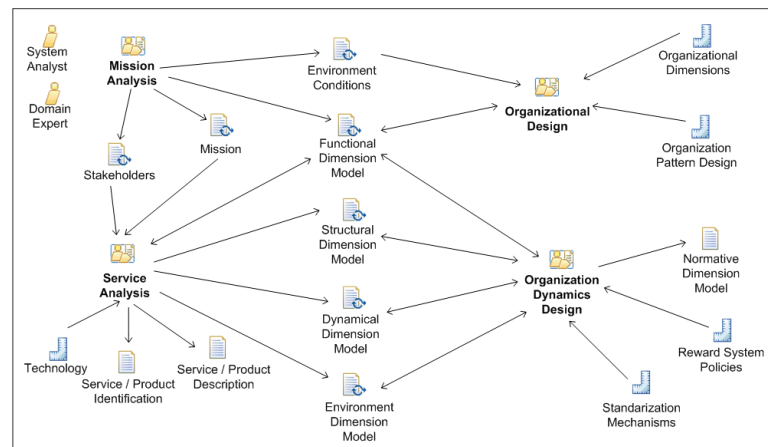 System
Analyst
Domain
Expert
Mission
Analysis
Environment
Conditions
Organizational
Dimensions
Organizational
Design
Mission
Functional
Dimension
Model
Organization
Pattern Design
Stakeholders
Structural
Dimension
Model
Service
Analysis
Organization
Dynamics
Design
Normative
Dimension
Model
Dynamical
Dimension
Model
Technology
Service / Product
Identification
Service / Product
Description
Reward System
Policies
Environment
Dimension
Model
Standarization
Mechanisms